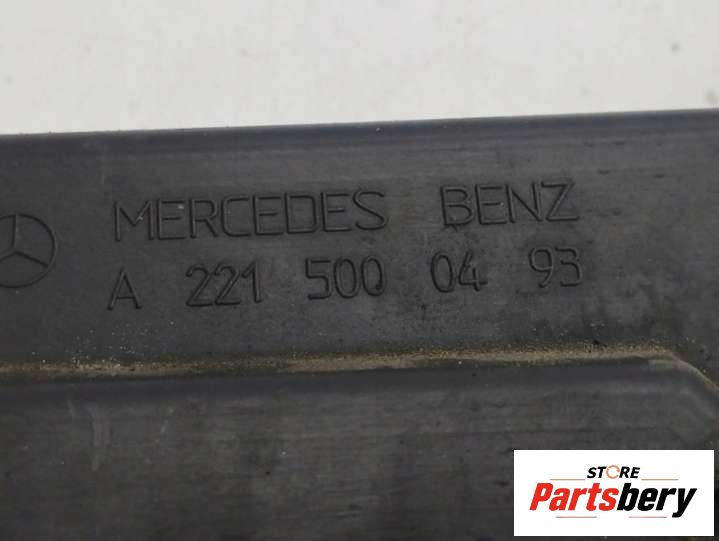 MERCEDES BENZ
A 221 500 04 93
STORE
Partsbery